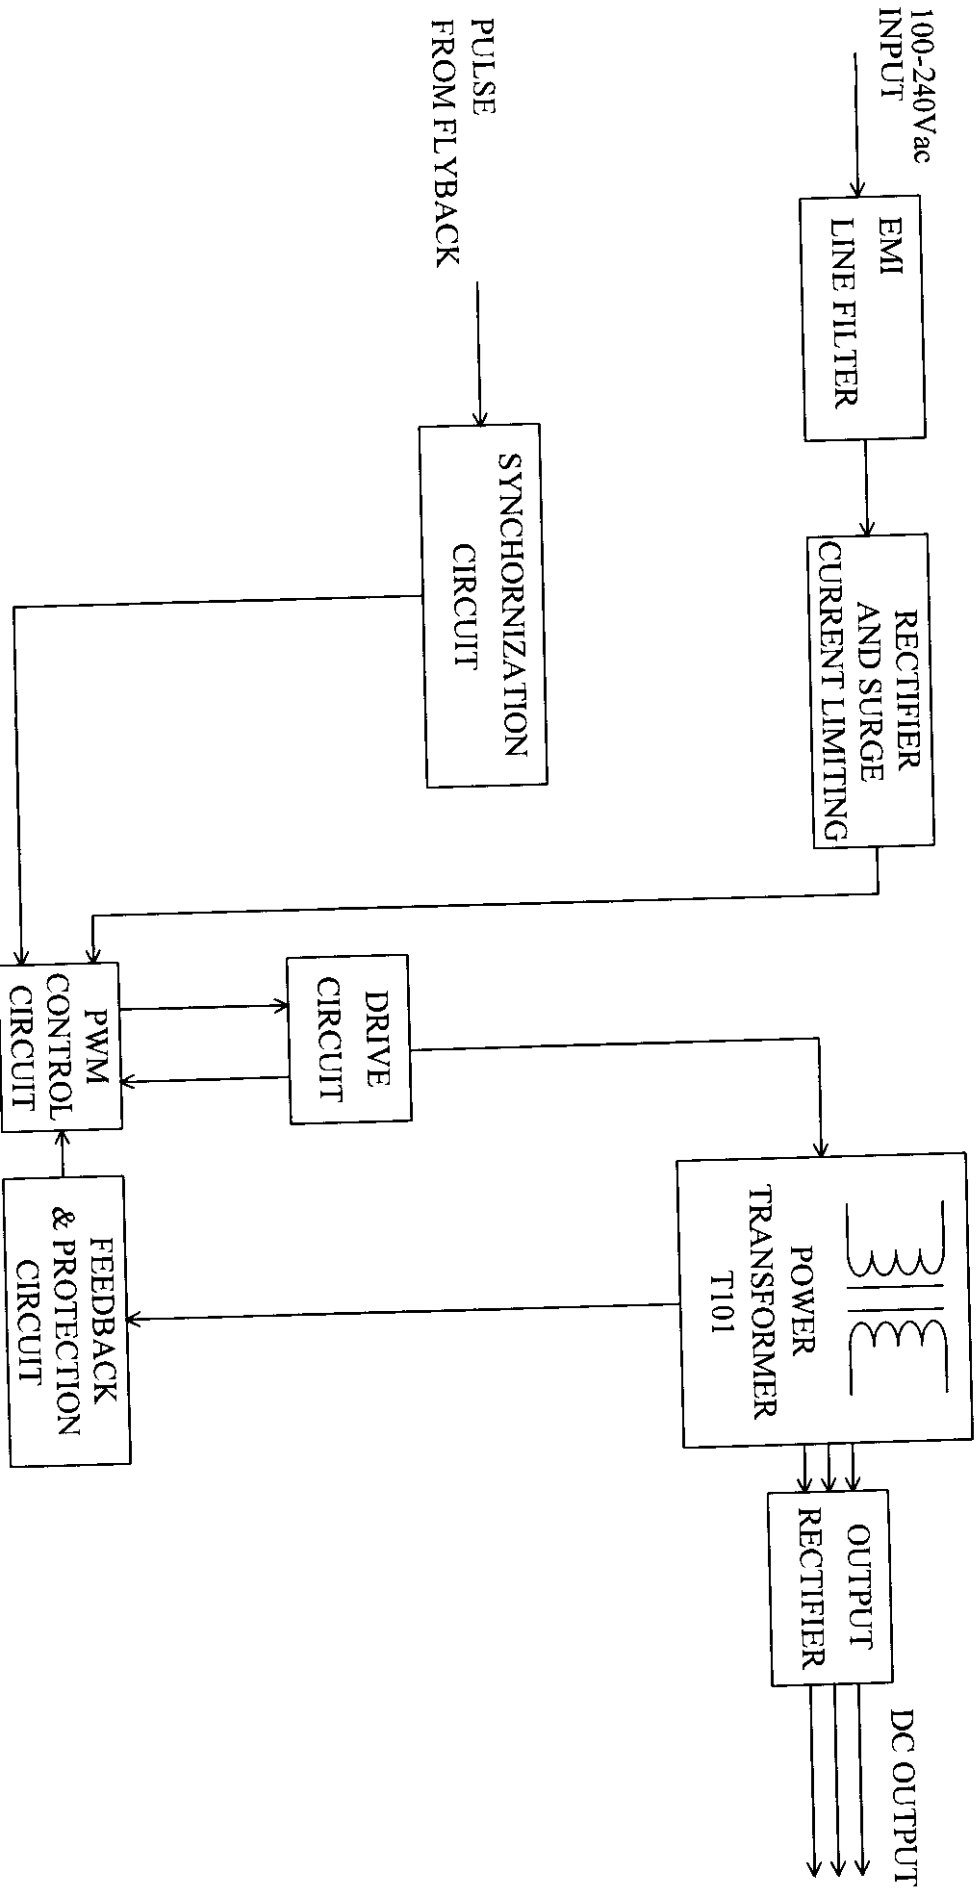 100-240Vac
INPUT
EMI
LINE FILTER
RECTIFIER
AND SURGE
CURRENT LIMITING
POWER
TRANSFORMER
T101
OUTPUT
RECTIFIER
DC OUTPUT
PULSE
FROM FLYBACK
SYNCHORNIZATION
CIRCUIT
DRIVE
CIRCUIT
PWM
CONTROL
CIRCUIT
FEEDBACK
& PROTECTION
CIRCUIT